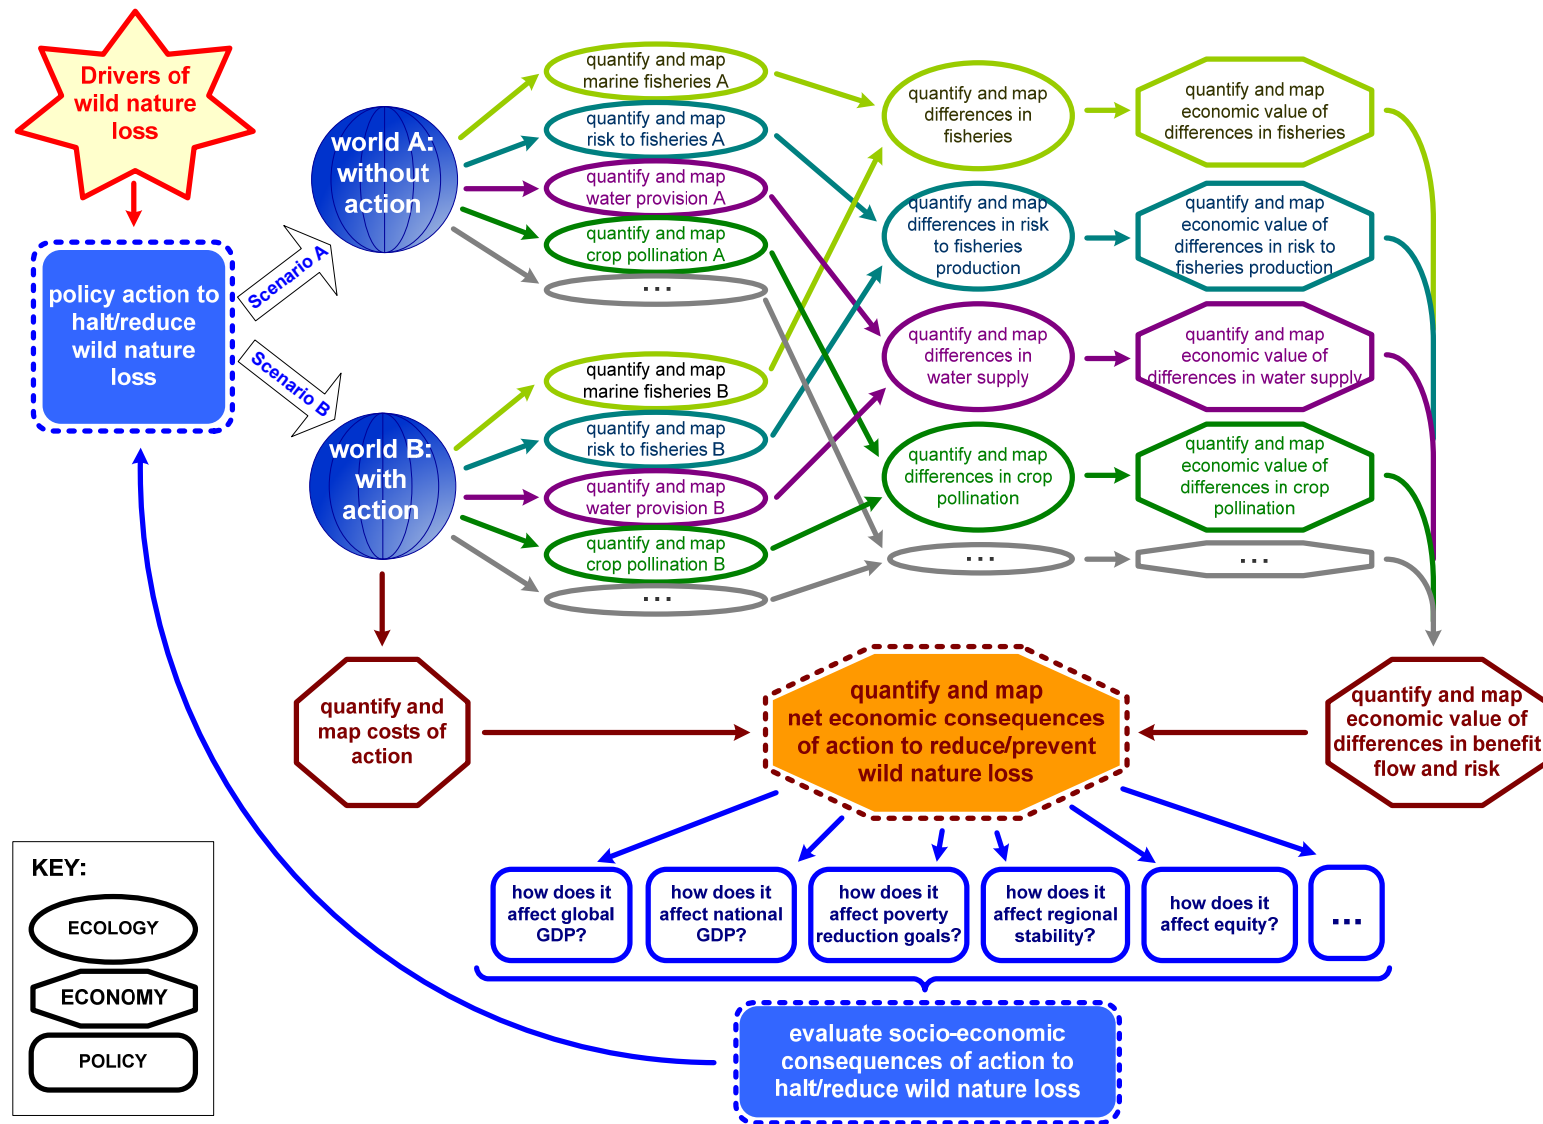 Drivers of
wild nature
loss
policy action to
halt/reduce
wild nature
loss
Scenario A
Scenario B
world A:
without
action
world B:
with
action
quantify and map
marine fisheries A
quantify and map
risk to fisheries A
quantify and map
water provision A
quantify and map
crop pollination A
...
quantify and map
marine fisheries B
quantify and map
risk to fisheries B
quantify and map
water provision B
quantify and map
crop pollination B
...
quantify and map
differences in
fisheries
quantify and map
differences in risk
to fisheries
production
quantify and map
differences in
water supply
quantify and map
differences in crop
pollination
...
quantify and map
economic value of
differences in fisheries
quantify and map
economic value of
differences in risk to
fisheries production
quantify and map
economic value of
differences in water supply
quantify and map
economic value of
differences in crop
pollination
...
quantify and
map costs of
action
quantify and map
net economic consequences
of action to reduce/prevent
wild nature loss
quantify and map
economic value of
differences in benefit
flow and risk
how does it
affect global
GDP?
how does it
affect national
GDP?
how does it
affect poverty
reduction goals?
how does it
affect regional
stability?
how does it
affect equity?
...
evaluate socio-economic
consequences of action to
halt/reduce wild nature loss
KEY:
ECOLOGY
ECONOMY
POLICY